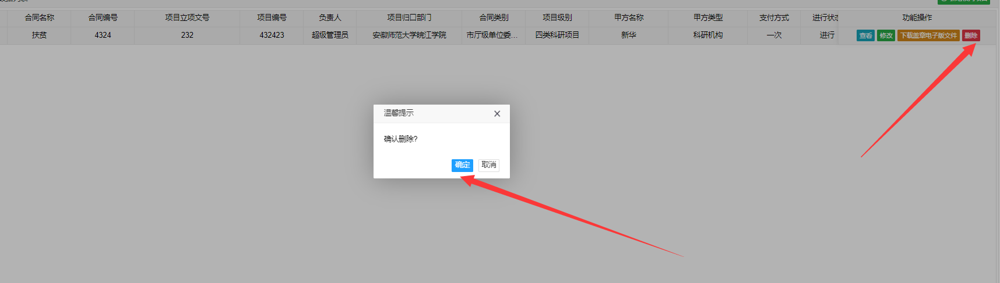 合同名称 合同编号 项目立项文号 项目编号 负责人 项目归口部门 合同类别 项目级别 甲方名称 甲方类型 支付方式 进行状态 功能操作
扶贫 4324 232 432423 超级管理员 安徽师范大学皖江学院 市厅级单位委... 四类科研项目 新华 科研机构 一次 进行 查看 修改 下载盖章电子版文件 删除
温馨提示
确认删除?
确定 取消